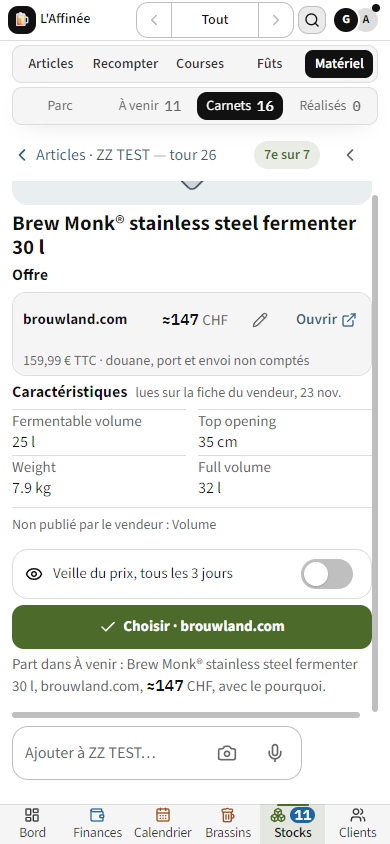 L'Affinée
Tout
G
A
Articles
Recompter
Courses
Fûts
Matériel
Parc
À venir 11
Carnets 16
Réalisés 0
Articles · ZZ TEST — tour 26
7e sur 7
Brew Monk® stainless steel fermenter
30 l
Offre
brouwland.com
≈147 CHF
Ouvrir
159,99 € TTC · douane, port et envoi non comptés
Caractéristiques lues sur la fiche du vendeur, 23 nov.
Fermentable volume
Top opening
25 l
35 cm
Weight
Full volume
7.9 kg
32 l
Non publié par le vendeur : Volume
Veille du prix, tous les 3 jours
Choisir · brouwland.com
Part dans À venir : Brew Monk® stainless steel fermenter
30 l, brouwland.com, ≈147 CHF, avec le pourquoi.
Ajouter à ZZ TEST…
11
Bord
Finances
Calendrier
Brassins
Stocks
Clients